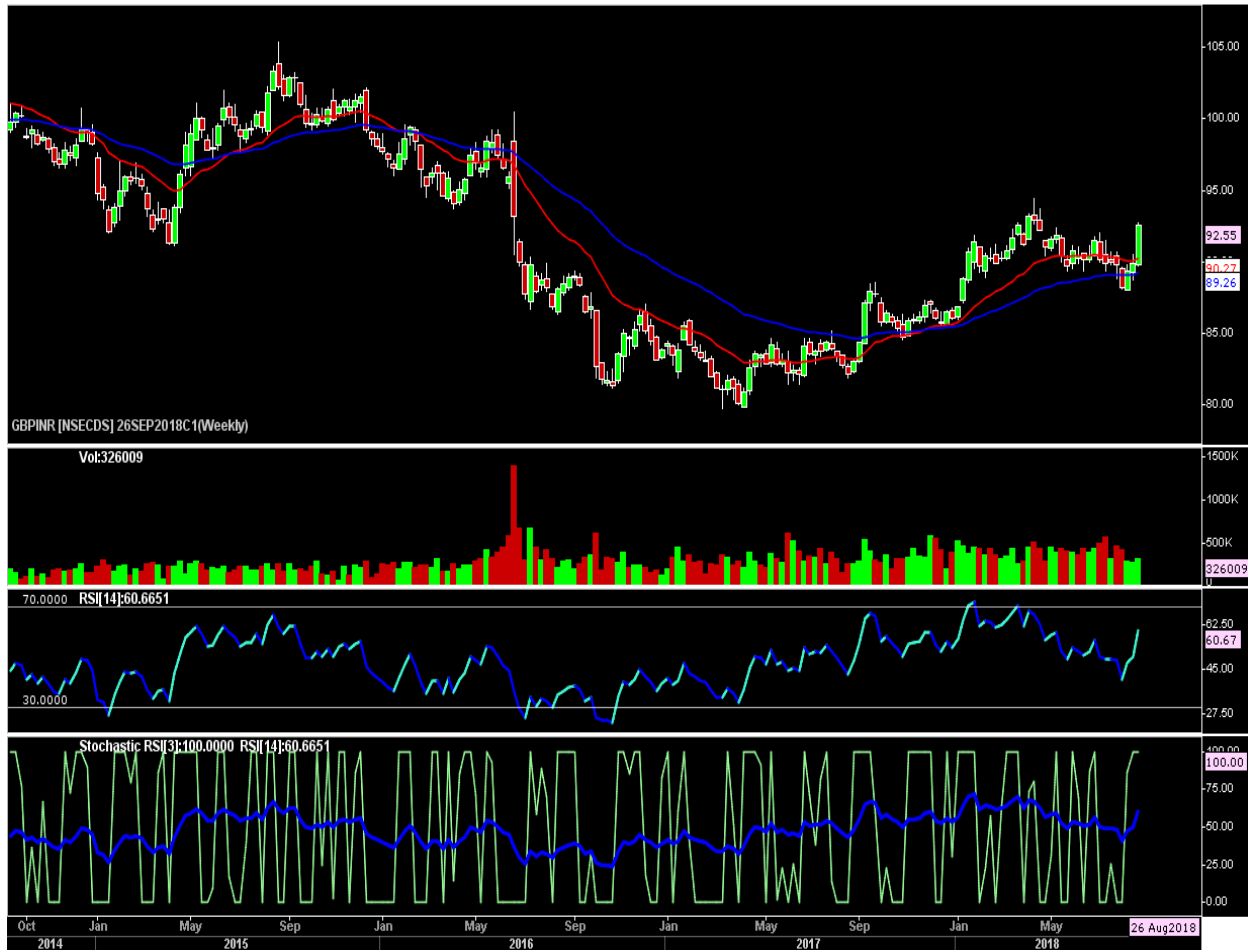 105.00
100.00
95.00
92.55
90.27
89.26
85.00
80.00
GBPINR [NSECDS] 26SEP2018C1(Weekly)
Vol:326009
1500K
1000K
500K
326009
0
70.0000 RSI[14]:60.6651
62.50
60.67
45.00
30.0000
27.50
Stochastic RSI[3]:100.0000 RSI[14]:60.6651
100.00
75.00
50.00
25.00
0.00
Oct Jan May Sep Jan May Sep Jan May Sep Jan May 26 Aug2018
2014 2015 2016 2017 2018